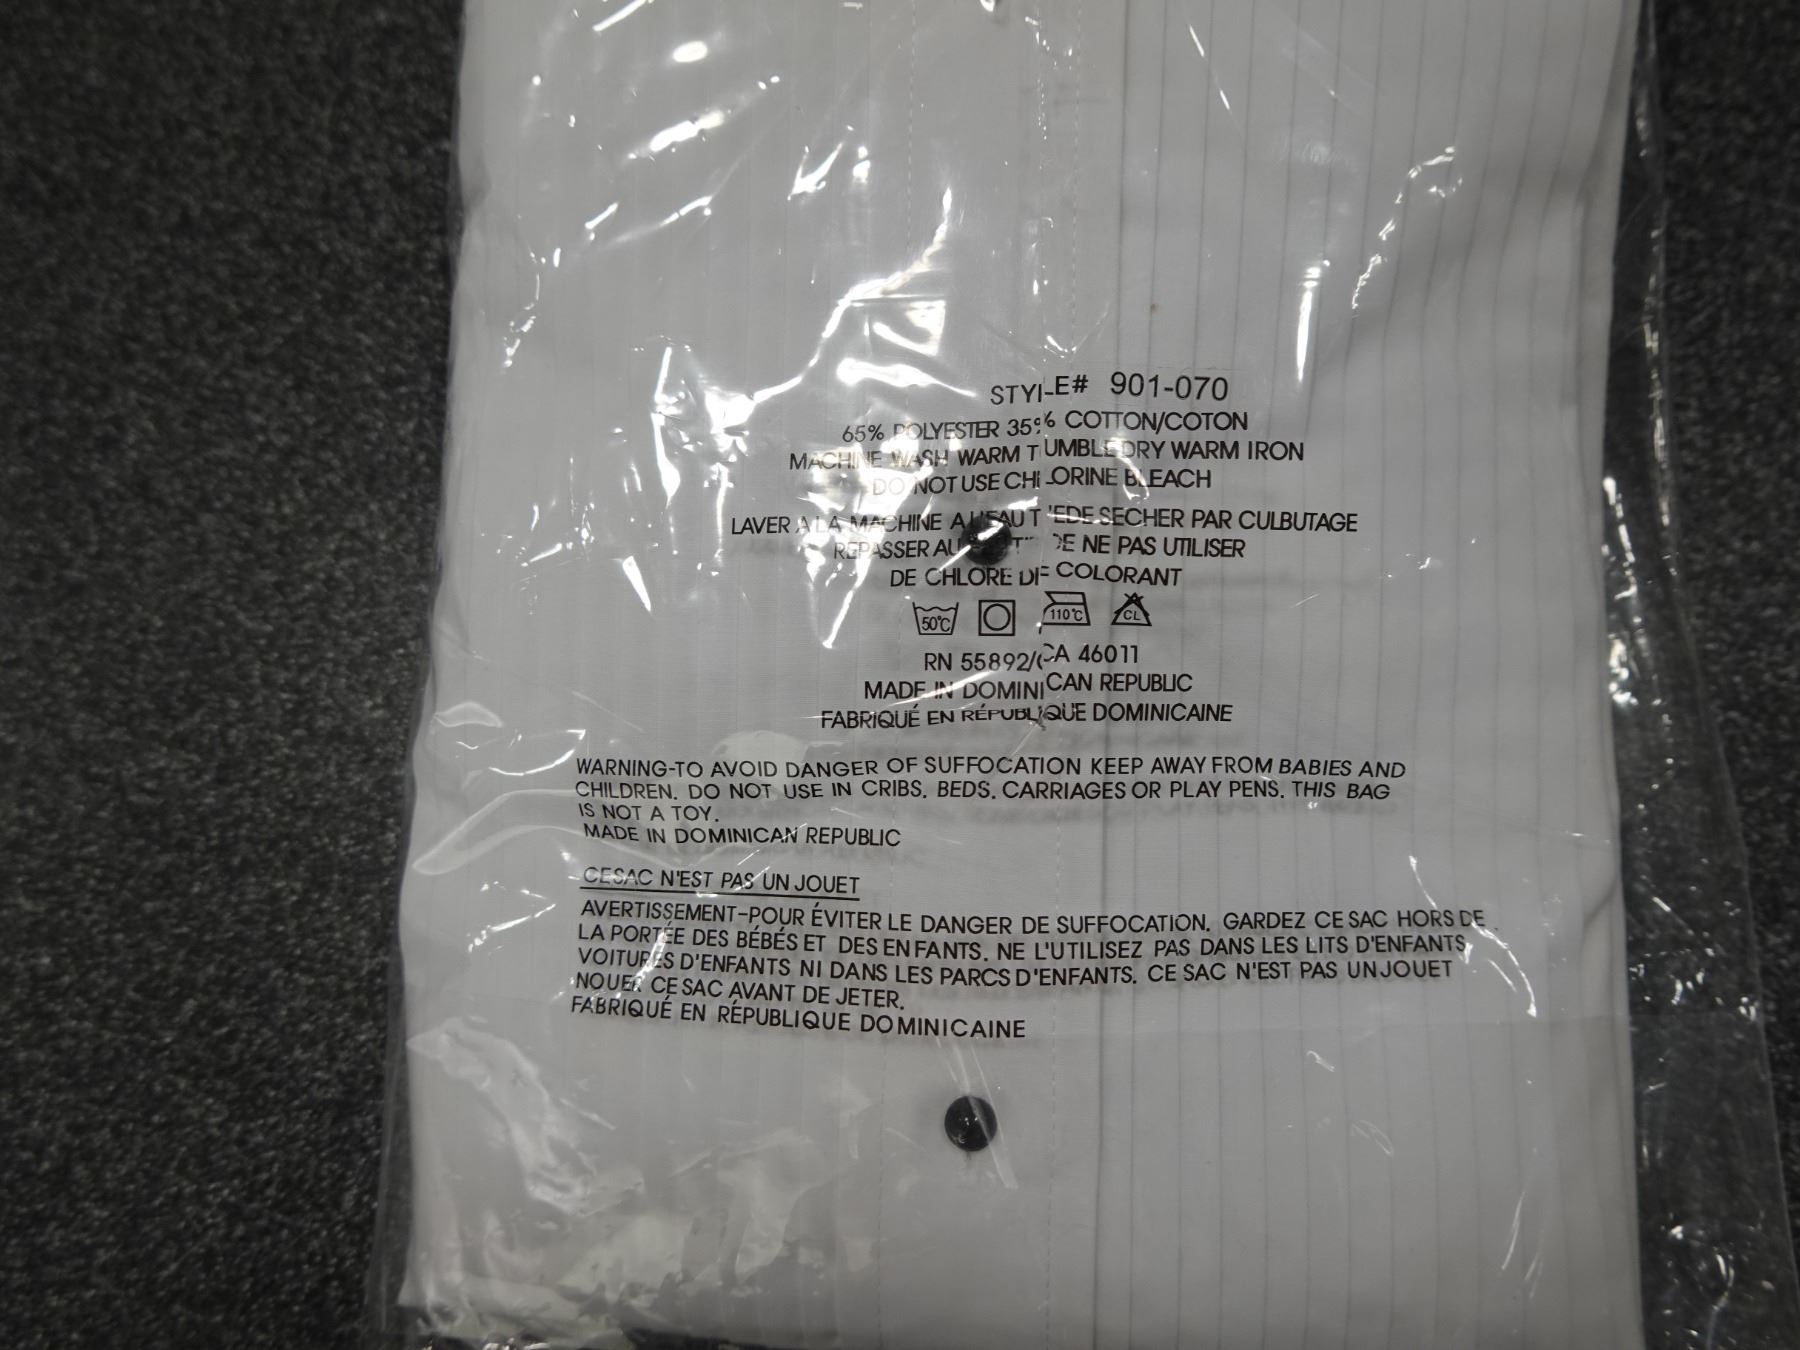 STYLE# 901-070
65% POLYESTER 35% COTTON/COTON
MACHINE WASH WARM TUMBLE DRY WARM IRON
DO NOT USE CHLORINE BLEACH
LAVER A LA MACHINE A L'EAU SECHER PAR CULBUTAGE
REPASSER AU NE PAS UTILISER
DE CHLORE COLORANT
50°C 110°C CL
RN 55892/CA 46011
MADE IN DOMINICAN REPUBLIC
FABRIQUÉ EN RÉPUBLIQUE DOMINICAINE
WARNING-TO AVOID DANGER OF SUFFOCATION KEEP AWAY FROM BABIES AND
CHILDREN. DO NOT USE IN CRIBS. BEDS. CARRIAGES OR PLAY PENS. THIS BAG
IS NOT A TOY.
MADE IN DOMINICAN REPUBLIC
CE SAC N'EST PAS UN JOUET
AVERTISSEMENT-POUR ÉVITER LE DANGER DE SUFFOCATION. GARDEZ CE SAC HORS DE
LA PORTÉE DES BÉBÉS ET DES ENFANTS. NE L'UTILISEZ PAS DANS LES LITS D'ENFANTS,
VOITURES D'ENFANTS NI DANS LES PARCS D'ENFANTS. CE SAC N'EST PAS UN JOUET
NOUER CE SAC AVANT DE JETER.
FABRIQUÉ EN RÉPUBLIQUE DOMINICAINE